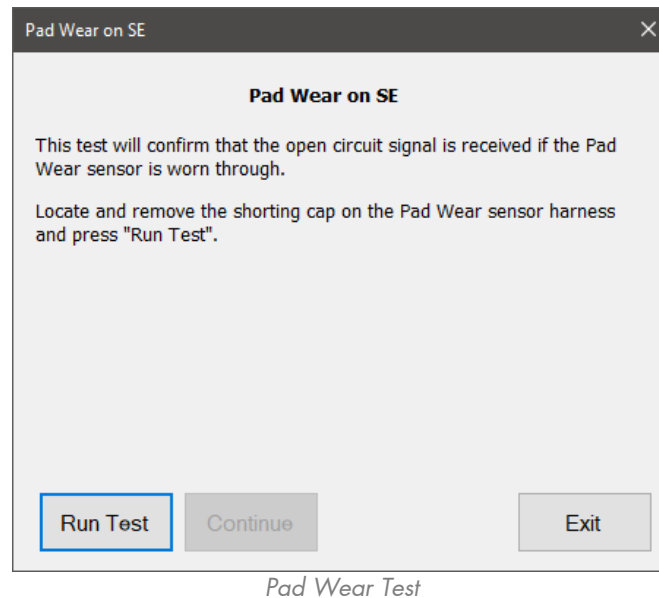 Pad Wear on SE
Pad Wear on SE
This test will confirm that the open circuit signal is received if the Pad
Wear sensor is worn through.
Locate and remove the shorting cap on the Pad Wear sensor harness
and press "Run Test".
Run Test
Continue
Exit
Pad Wear Test